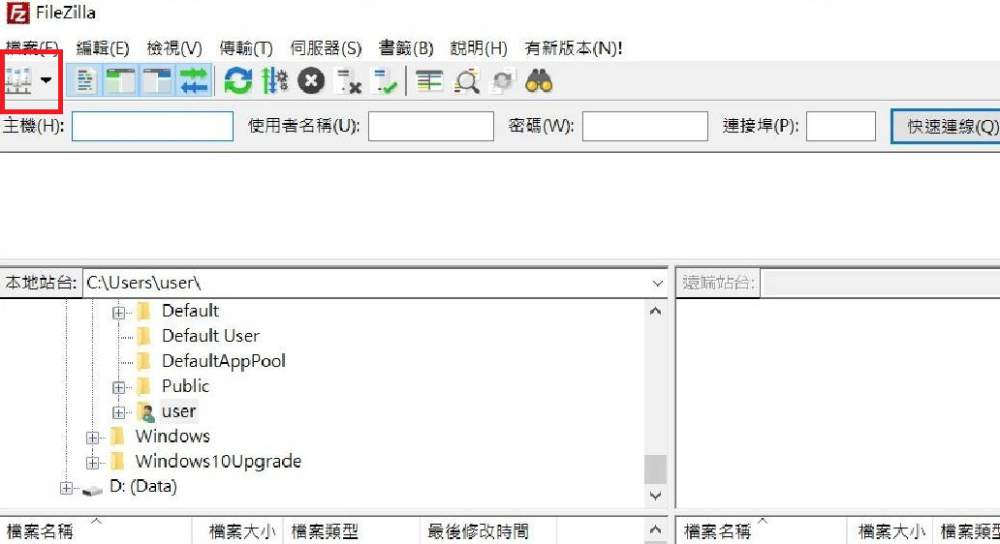 FileZilla
檔案(F) 編輯(E) 檢視(V) 傳輸(T) 伺服器(S) 書籤(B) 說明(H) 有新版本(N)!
主機(H): 使用者名稱(U): 密碼(W): 連接埠(P): 快速連線(Q)
本地站台: C:\Users\user\ 遠端站台:
Default
Default User
DefaultAppPool
Public
user
Windows
Windows10Upgrade
D: (Data)
檔案名稱 檔案大小 檔案類型 最後修改時間 檔案名稱 檔案大小 檔案類型